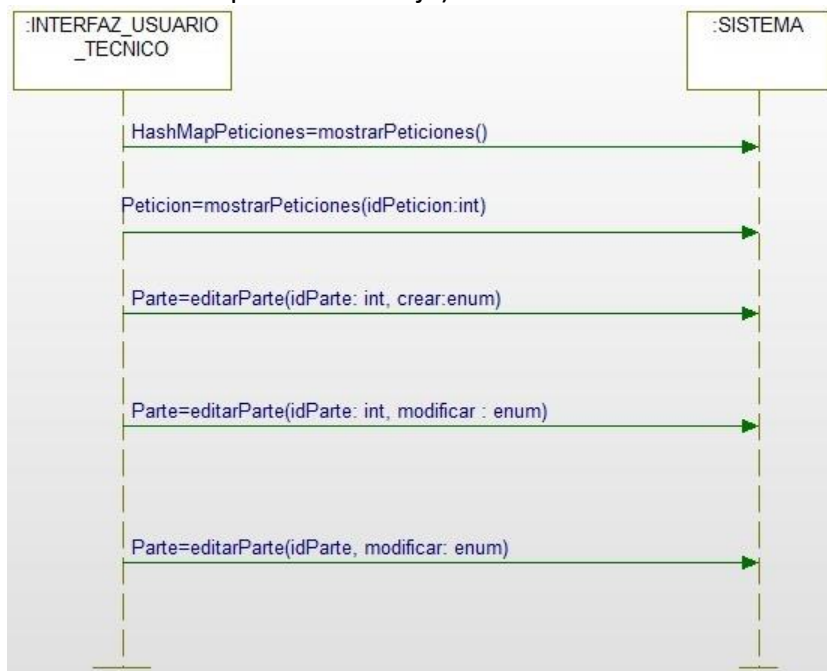 :INTERFAZ_USUARIO
_TECNICO
:SISTEMA
HashMapPeticiones=mostrarPeticiones()
Peticion=mostrarPeticiones(idPeticion:int)
Parte=editarParte(idParte: int, crear:enum)
Parte=editarParte(idParte: int, modificar : enum)
Parte=editarParte(idParte, modificar: enum)